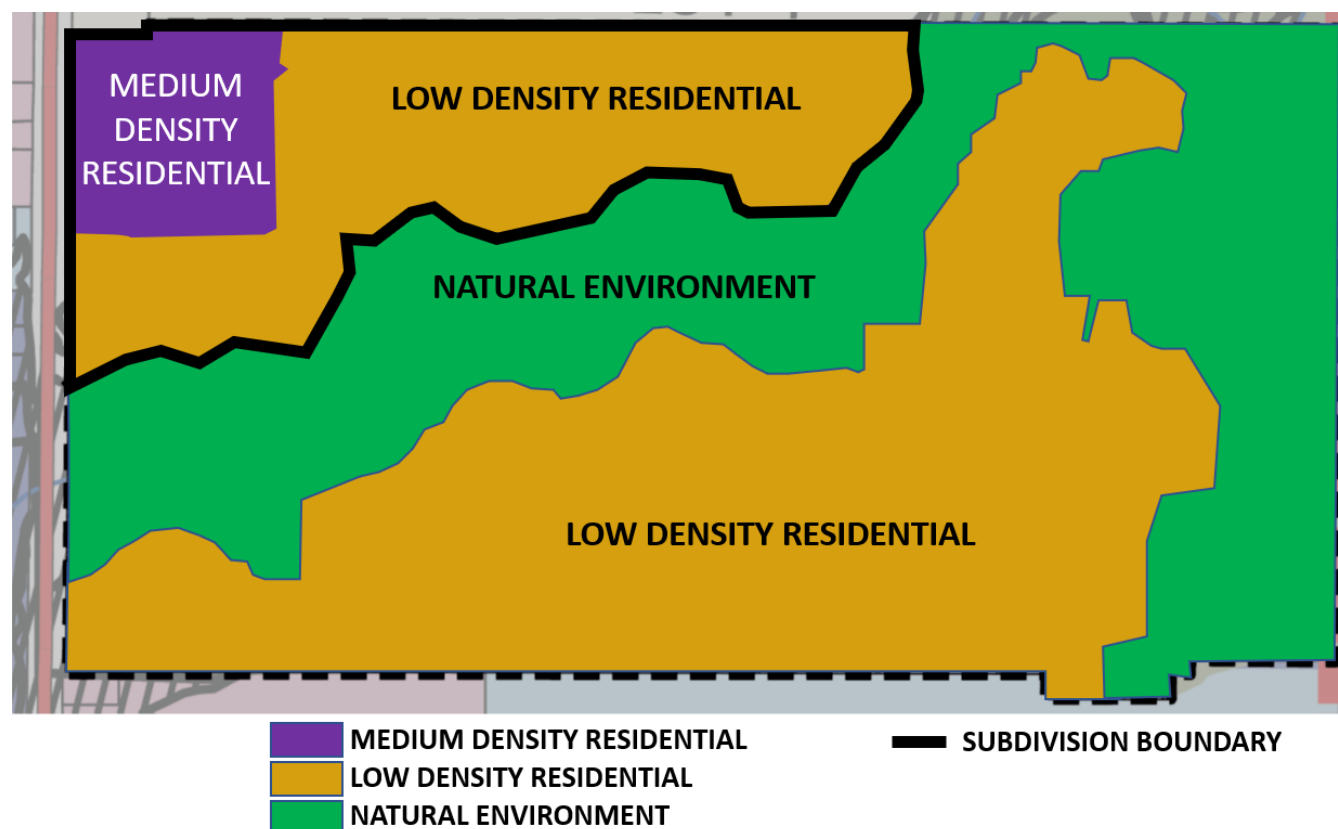 MEDIUM
DENSITY
RESIDENTIAL
LOW DENSITY RESIDENTIAL
NATURAL ENVIRONMENT
LOW DENSITY RESIDENTIAL
MEDIUM DENSITY RESIDENTIAL
LOW DENSITY RESIDENTIAL
NATURAL ENVIRONMENT
SUBDIVISION BOUNDARY